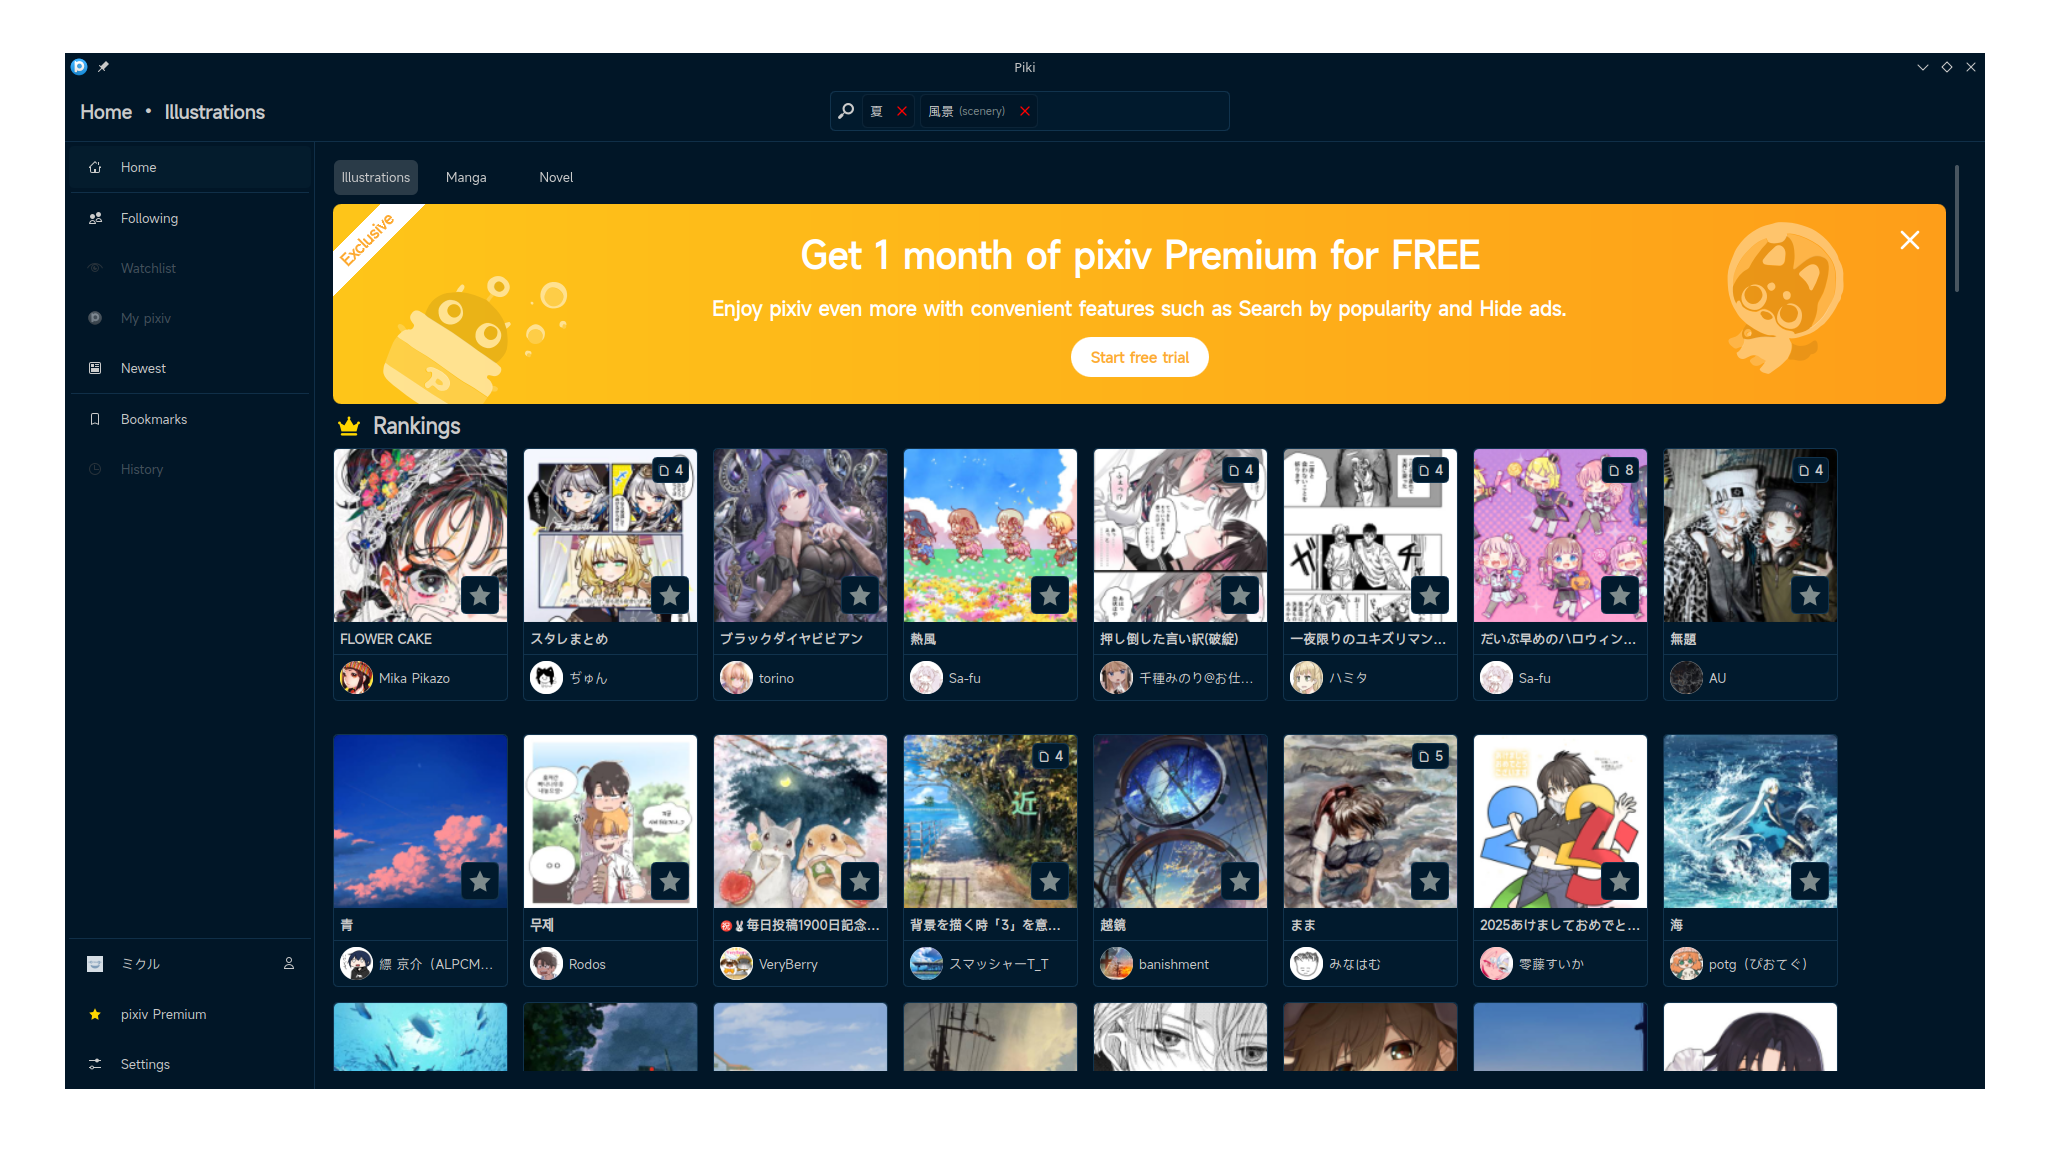 Piki
Home • Illustrations
夏
風景 (scenery)
Home
Following
Watchlist
My pixiv
Newest
Bookmarks
History
ミクル
pixiv Premium
Settings
Illustrations
Manga
Novel
Exclusive
Get 1 month of pixiv Premium for FREE
Enjoy pixiv even more with convenient features such as Search by popularity and Hide ads.
Start free trial
Rankings
4
4
4
8
4
FLOWER CAKE
スタレまとめ
ブラックダイヤビビアン
熱風
押し倒した言い訳(破綻)
一夜限りのユキズリマン...
だいぶ早めのハロウィン...
無題
Mika Pikazo
ぢゅん
torino
Sa-fu
千種みのり@お仕...
ハミタ
Sa-fu
AU
4
5
近
青
무제
㊗🐰毎日投稿1900日記念...
背景を描く時「3」を意...
越鏡
まま
2025あけましておめでと...
海
縹 京介（ALPCM...
Rodos
VeryBerry
スマッシャーT_T
banishment
みなはむ
零藤すいか
potg（ぴおてぐ）